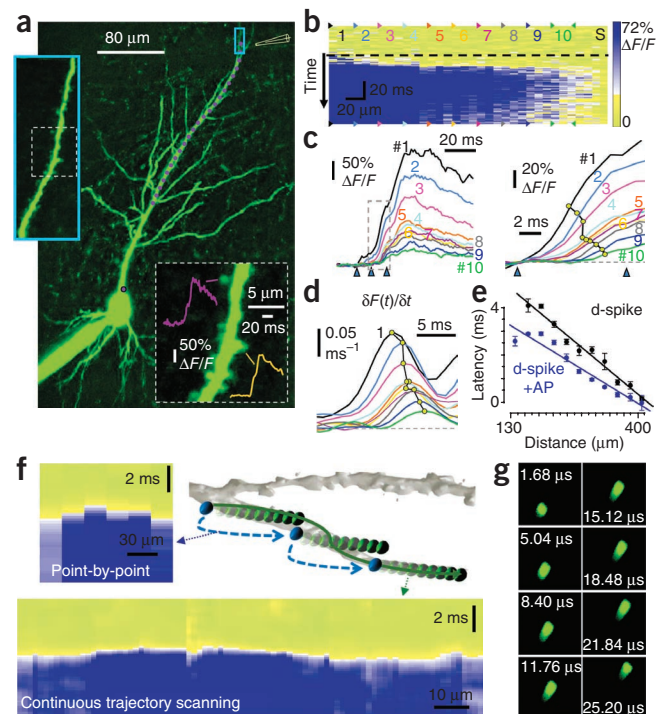 a
80 μm
5 μm
20 ms
50%
ΔF/F
b
1 2 3 4 5 6 7 8 9 10 S
Time
20 ms
20 μm
72%
ΔF/F
0
c
50%
ΔF/F
20 ms
#1
2
3
4
5
6
7
8
9
#10
20%
ΔF/F
2 ms
#1
2
3
4
5
6
7
8
9
#10
d
δF(t)/δt
0.05
ms−1
1
5 ms
e
Latency
(ms)
4
2
0
d-spike
d-spike
+AP
130
400
Distance (μm)
f
2 ms
30 μm
Point-by-point
2 ms
Continuous trajectory scanning
10 μm
g
1.68 μs
15.12 μs
5.04 μs
18.48 μs
8.40 μs
21.84 μs
11.76 μs
25.20 μs